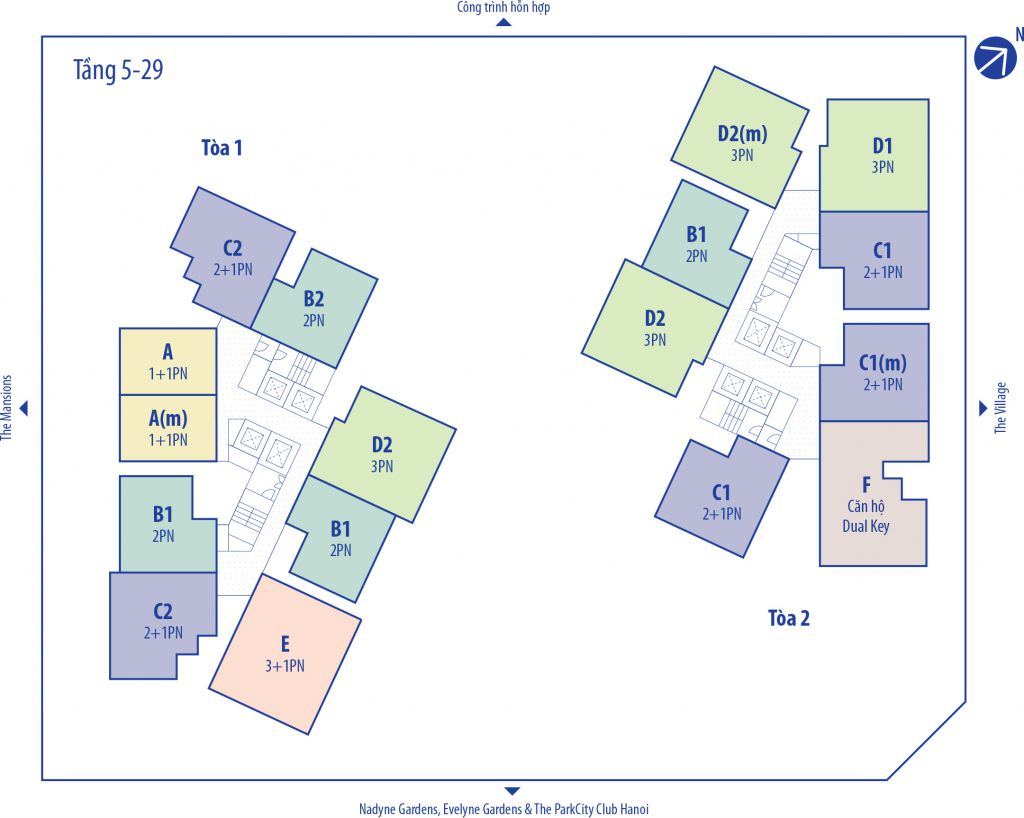 Công trình hỗn hợp
N
Tầng 5-29
Tòa 1
D2(m)
3PN
D1
3PN
C2
2+1PN
B1
2PN
C1
2+1PN
B2
2PN
D2
3PN
A
1+1PN
C1(m)
2+1PN
A(m)
1+1PN
The Mansions
The Village
D2
3PN
C1
2+1PN
F
Căn hộ
Dual Key
B1
2PN
B1
2PN
C2
2+1PN
E
3+1PN
Tòa 2
Nadyne Gardens, Evelyne Gardens & The ParkCity Club Hanoi